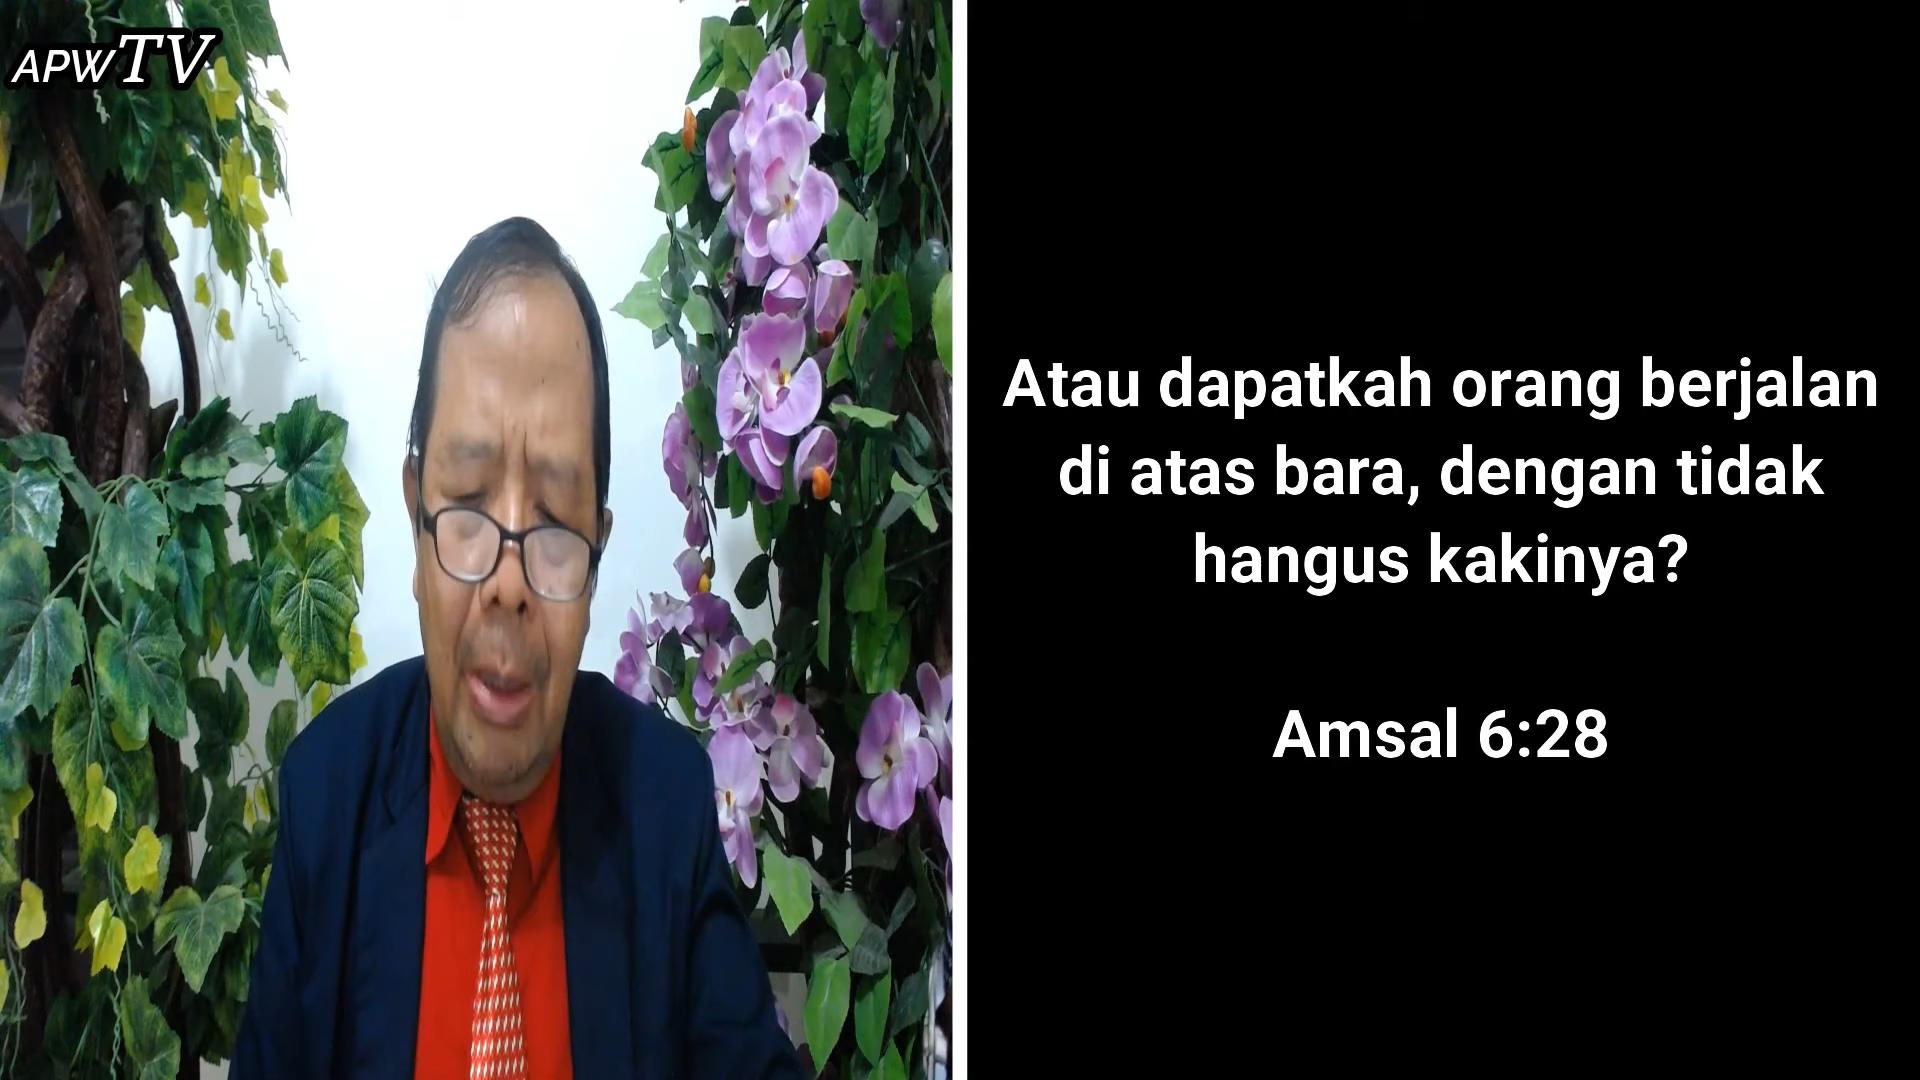 APWTV
Atau dapatkah orang berjalan
di atas bara, dengan tidak
hangus kakinya?
Amsal 6:28